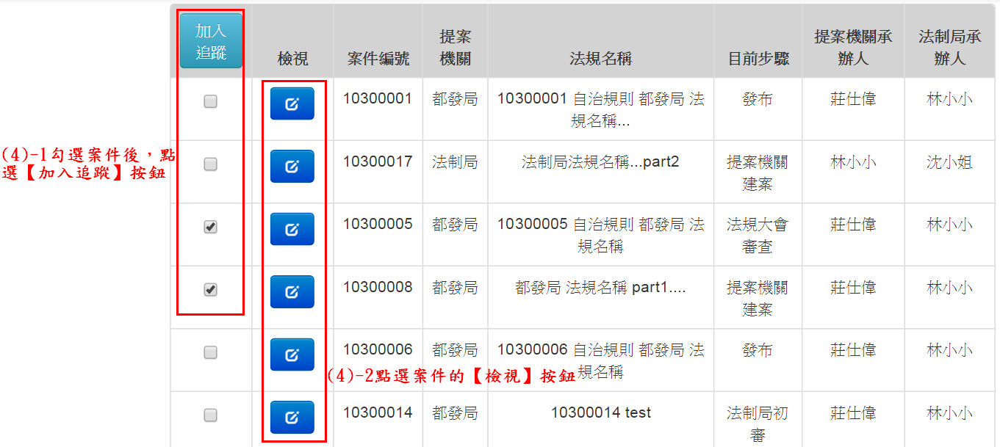 加入
追蹤
檢視
案件編號
提案
機關
法規名稱
目前步驟
提案機關承
辦人
法制局承
辦人
10300001
都發局
10300001 自治規則 都發局 法
規名稱...
發布
莊仕偉
林小小
(4)-1勾選案件後，點
選【加入追蹤】按鈕
10300017
法制局
法制局法規名稱...part2
提案機關
建案
林小小
沈小姐
10300005
都發局
10300005 自治規則 都發局 法
規名稱
法規大會
審查
莊仕偉
林小小
10300008
都發局
都發局 法規名稱 part1....
提案機關
建案
莊仕偉
林小小
10300006
都發局
10300006 自治規則 都發局 法
規名稱
發布
莊仕偉
林小小
(4)-2點選案件的【檢視】按鈕
10300014
都發局
10300014 test
法制局初
審
莊仕偉
林小小